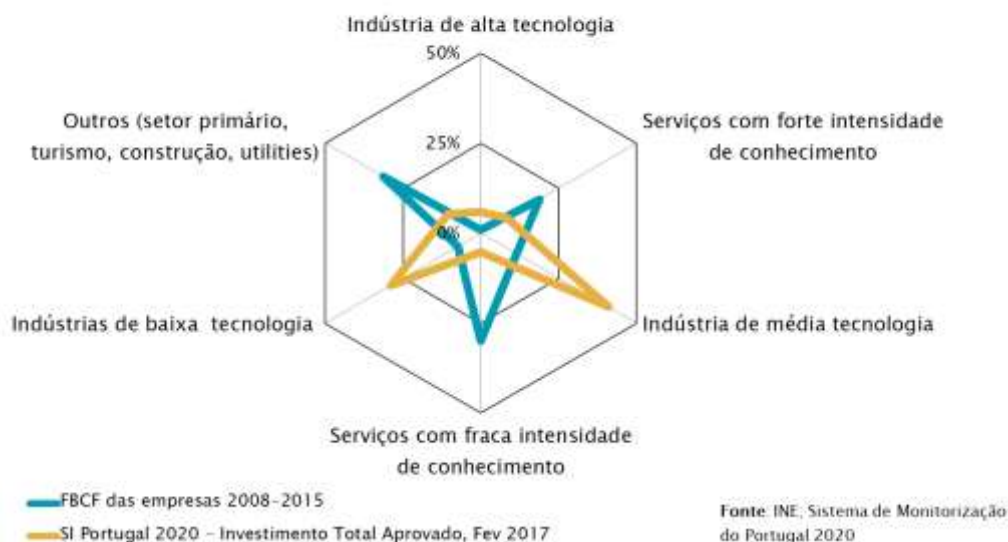 Indústria de alta tecnologia
50%
Outros (setor primário,
turismo, construção, utilities)
Serviços com forte intensidade
de conhecimento
25%
0%
Indústrias de baixa tecnologia
Indústria de média tecnologia
Serviços com fraca intensidade
de conhecimento
FBCF das empresas 2008-2015
SI Portugal 2020 - Investimento Total Aprovado, Fev 2017
Fonte INE, Sistema de Monitorização
do Portugal 2020